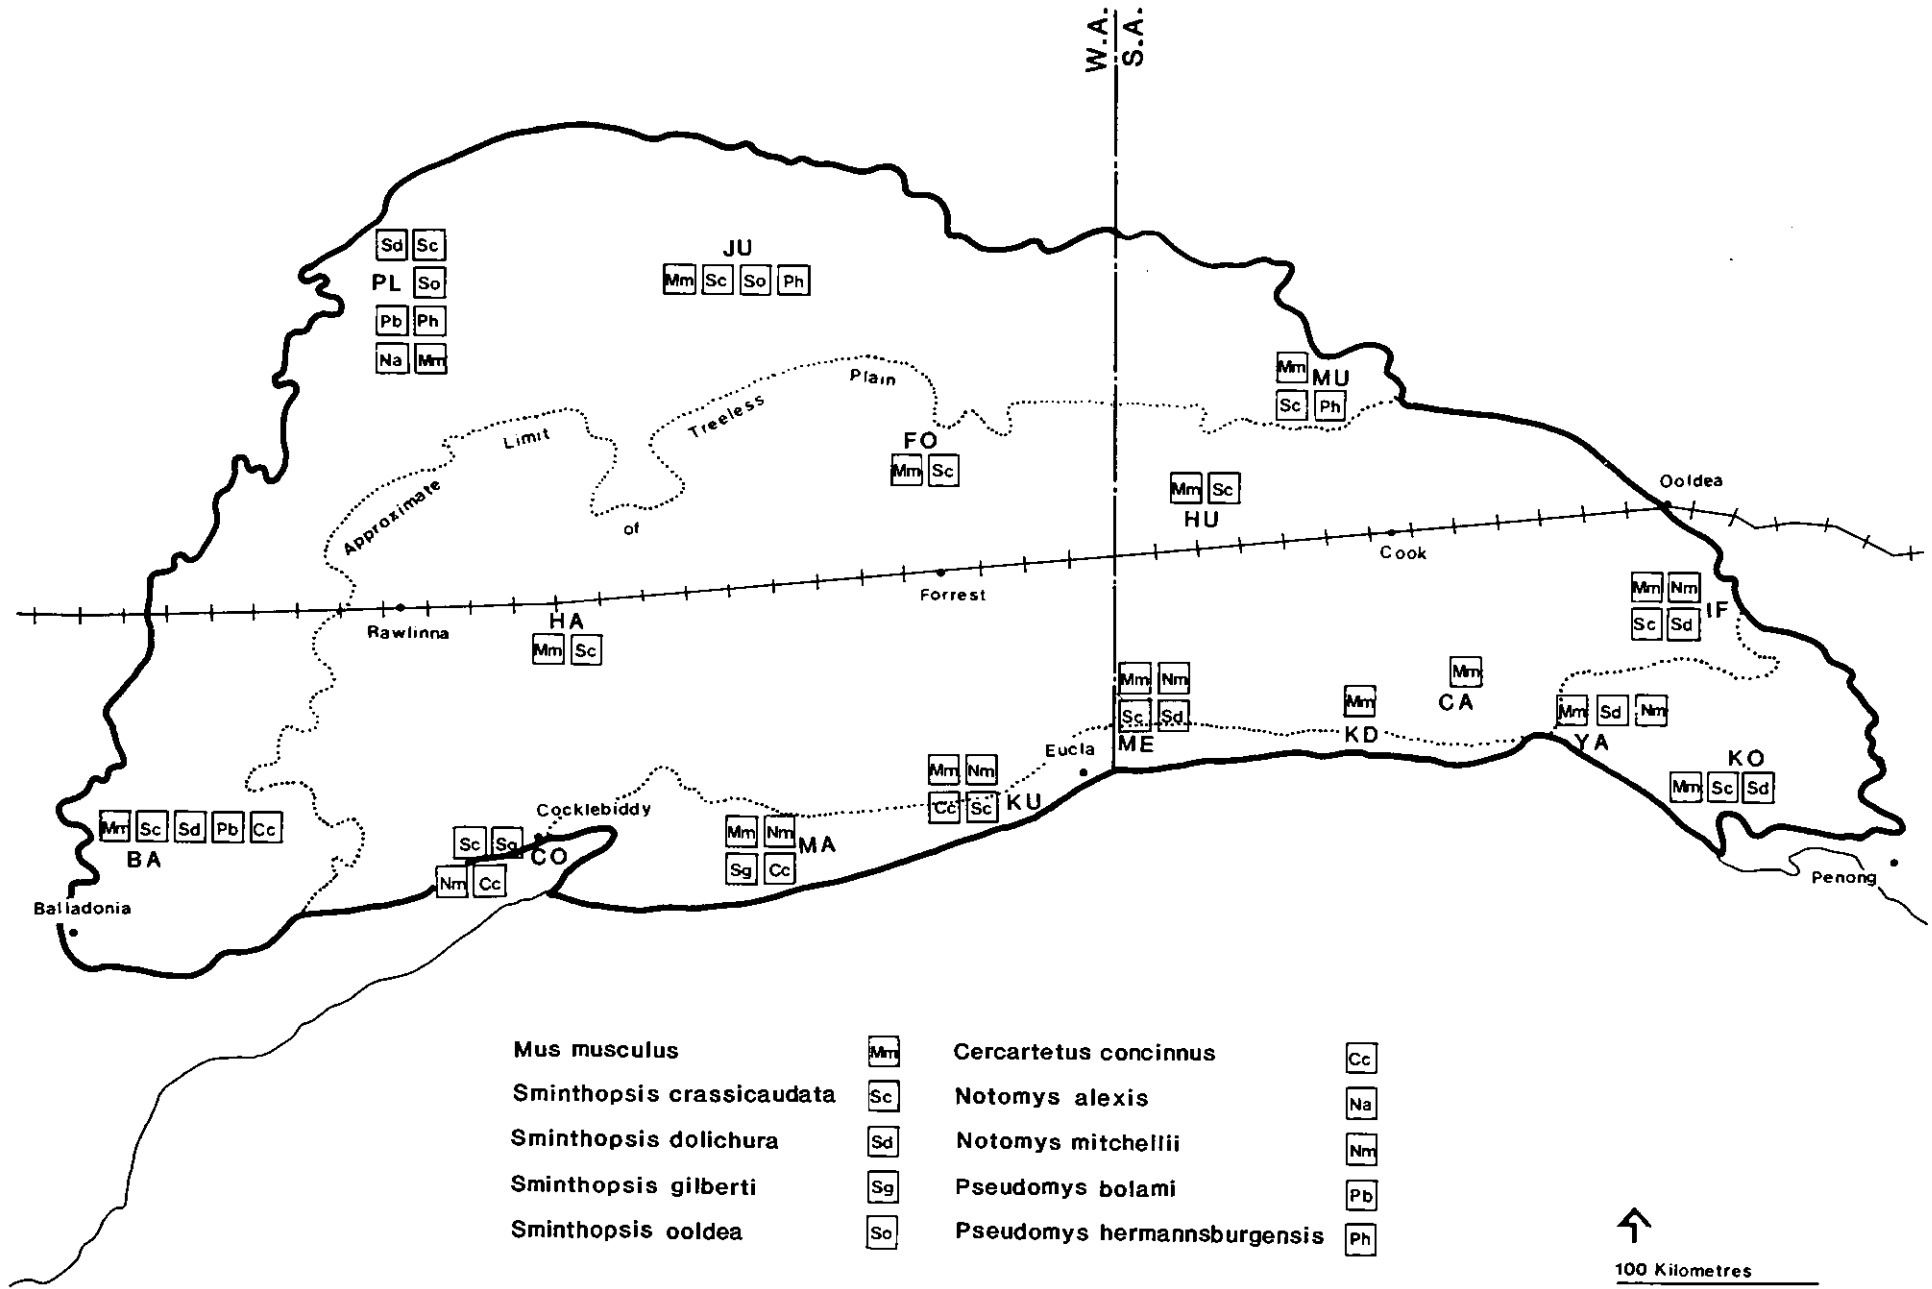 W.A.
S.A.
JU
Mm Sc So Ph
Sd Sc
PL So
Pb Ph
Na Mm
Mm MU
Sc Ph
Approximate Limit of Treeless Plain
FO
Mm Sc
Mm Sc
HU
Ooldea
Cook
Forrest
Rawlinna
HA
Mm Sc
Mm Nm
IF
Sc Sd
Mm Nm
Sc Sd
ME
Mm
KD
Mm
CA
Mm Sd Nm
YA
KO
Mm Sc Sd
Eucla
Mm Nm
Cc Sc KU
Cocklebiddy
Mm Nm MA
Sg Cc
Sc Sg CO
Nm Cc
Mm Sc Sd Pb Cc
BA
Balladonia
Penong
Mus musculus Mm
Sminthopsis crassicaudata Sc
Sminthopsis dolichura Sd
Sminthopsis gilberti Sg
Sminthopsis ooldea So
Cercartetus concinnus Cc
Notomys alexis Na
Notomys mitchellii Nm
Pseudomys bolami Pb
Pseudomys hermannsburgensis Ph
100 Kilometres